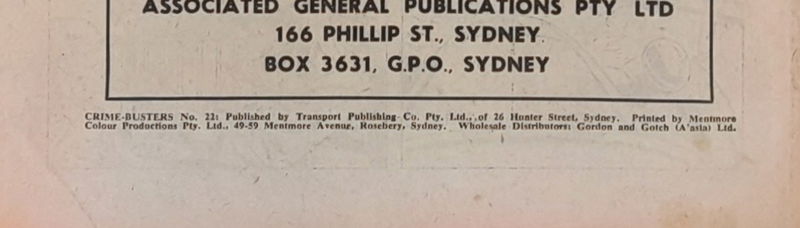 ASSOCIATED GENERAL PUBLICATIONS PTY LTD
166 PHILLIP ST., SYDNEY.
BOX 3631, G.P.O., SYDNEY
CRIME-BUSTERS No. 22: Published by Transport Publishing Co. Pty. Ltd., of 26 Hunter Street, Sydney. Printed by Mentmore
Colour Productions Pty. Ltd., 49-59 Mentmore Avenue, Rosebery, Sydney. Wholesale Distributors: Gordon and Gotch (A'asia) Ltd.